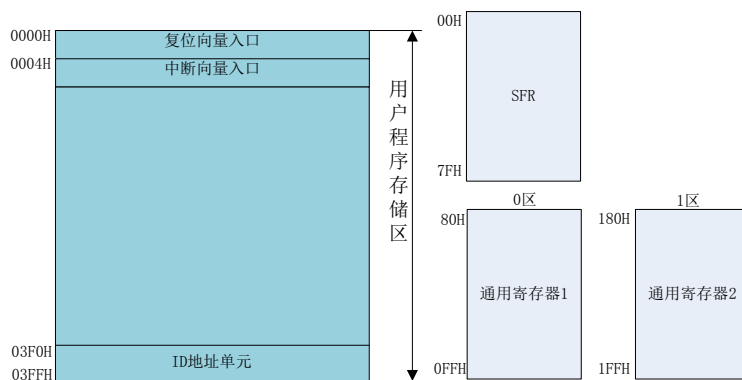 0000H
复位向量入口
0004H
中断向量入口
用户程序存储区
03F0H
ID地址单元
03FFH
00H
SFR
7FH
0区
1区
80H
180H
通用寄存器1
通用寄存器2
0FFH
1FFH